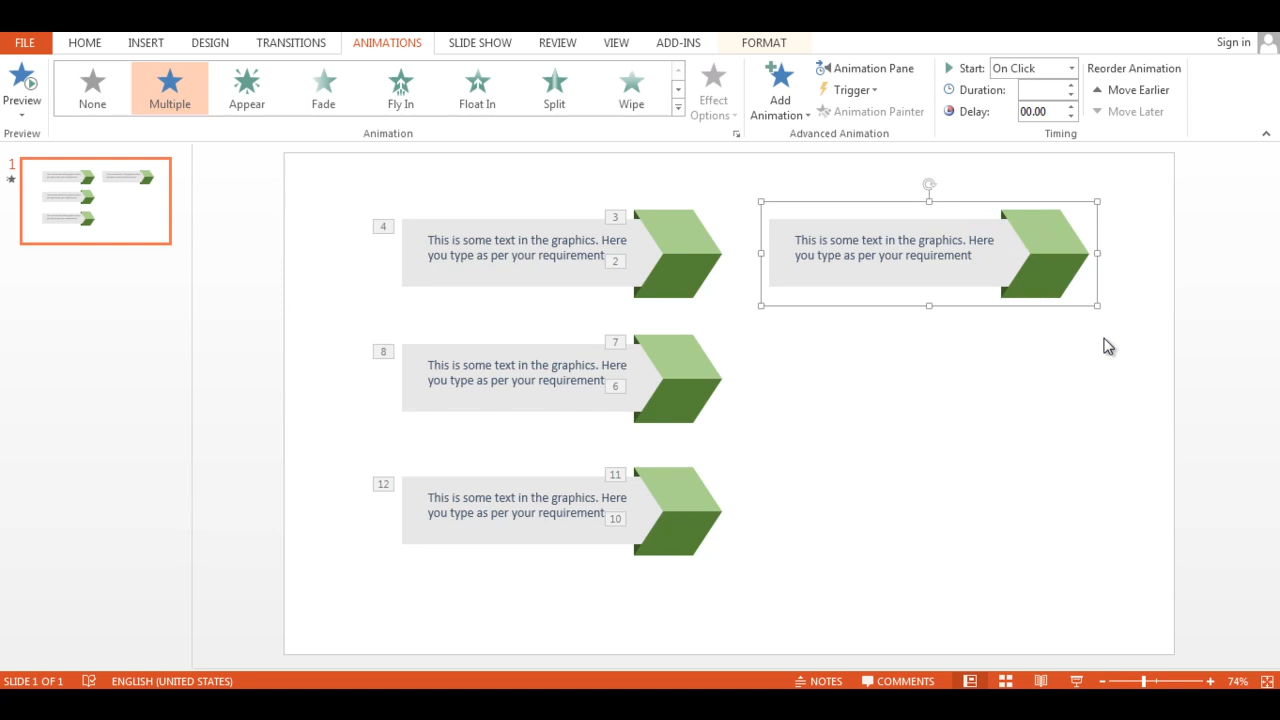 FILE HOME INSERT DESIGN TRANSITIONS ANIMATIONS SLIDE SHOW REVIEW VIEW ADD-INS FORMAT Sign in
Preview
None Multiple Appear Fade Fly In Float In Split Wipe
Effect Options
Add Animation
Animation Pane
Trigger
Animation Painter
Start: On Click
Duration:
Delay: 00.00
Reorder Animation
Move Earlier
Move Later
Preview Animation Advanced Animation Timing
1
4
3
This is some text in the graphics. Here
you type as per your requirement
2
This is some text in the graphics. Here
you type as per your requirement
8
7
This is some text in the graphics. Here
you type as per your requirement
6
12
11
This is some text in the graphics. Here
you type as per your requirement
10
SLIDE 1 OF 1 ENGLISH (UNITED STATES) NOTES COMMENTS 74%